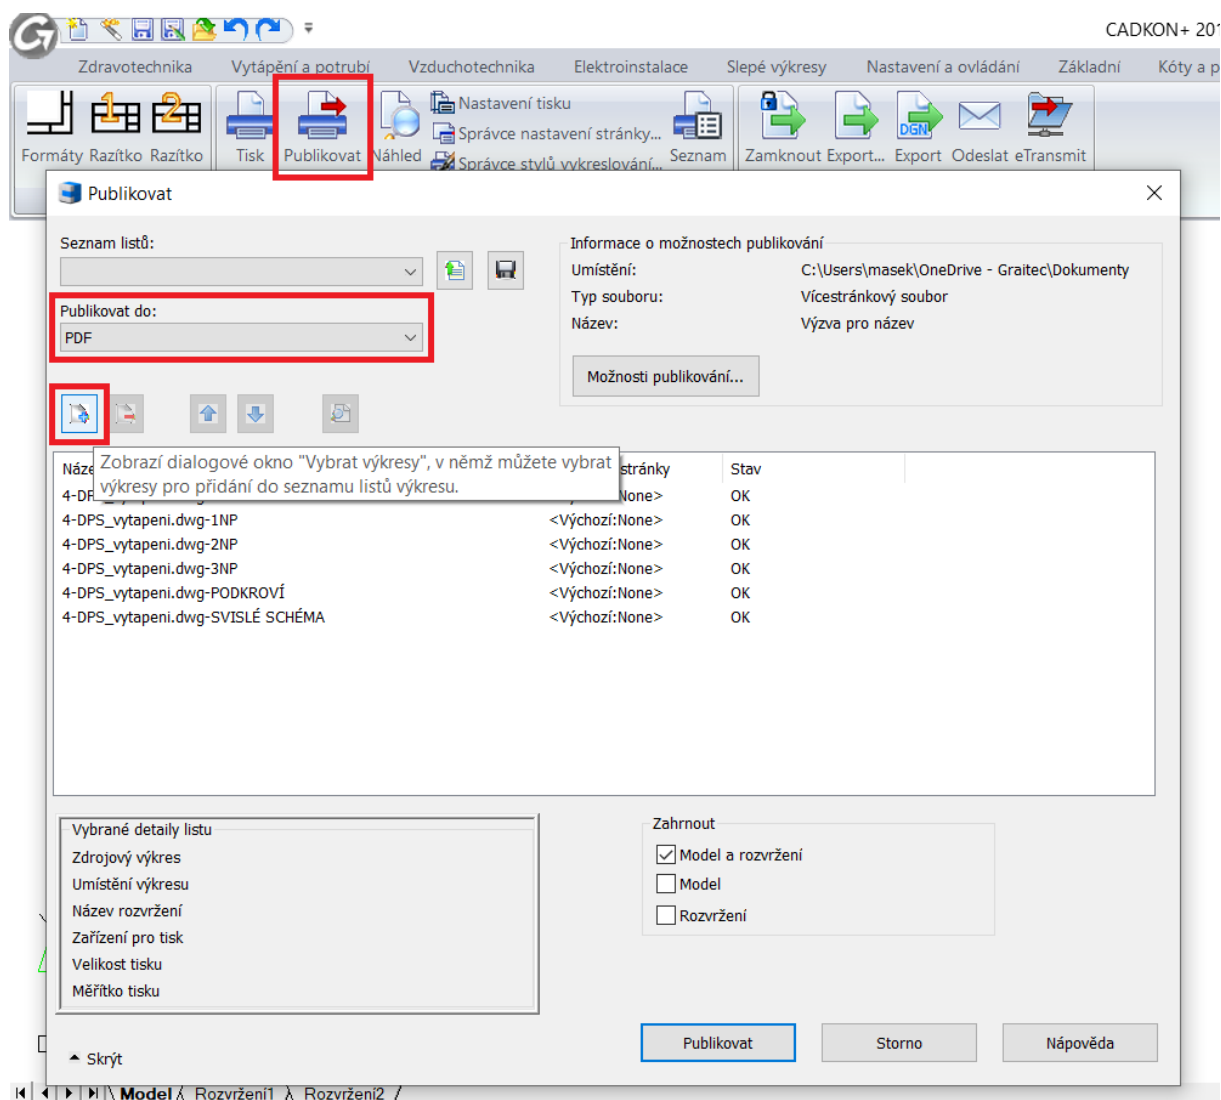 CADKON+ 201
Zdravotechnika Vytápění a potrubí Vzduchotechnika Elektroinstalace Slepé výkresy Nastavení a ovládání Základní Kóty a p
Nastavení tisku
Správce nastavení stránky...
Správce stylů vykreslování...
Formáty Razítko Razítko Tisk Publikovat Náhled Seznam Zamknout Export... Export Odeslat eTransmit
DGN
Publikovat
Seznam listů:
Publikovat do:
PDF
Informace o možnostech publikování
Umístění: C:\Users\masek\OneDrive - Graitec\Dokumenty
Typ souboru: Vícestránkový soubor
Název: Výzva pro název
Možnosti publikování...
Zobrazí dialogové okno "Vybrat výkresy", v němž můžete vybrat
výkresy pro přidání do seznamu listů výkresu.
Náze stránky Stav
4-DP None> OK
4-DPS_vytapeni.dwg-1NP <Výchozí:None> OK
4-DPS_vytapeni.dwg-2NP <Výchozí:None> OK
4-DPS_vytapeni.dwg-3NP <Výchozí:None> OK
4-DPS_vytapeni.dwg-PODKROVÍ <Výchozí:None> OK
4-DPS_vytapeni.dwg-SVISLÉ SCHÉMA <Výchozí:None> OK
Vybrané detaily listu
Zdrojový výkres
Umístění výkresu
Název rozvržení
Zařízení pro tisk
Velikost tisku
Měřítko tisku
Zahrnout
Model a rozvržení
Model
Rozvržení
Skrýt
Publikovat Storno Nápověda
Model Rozvržení1 Rozvržení2